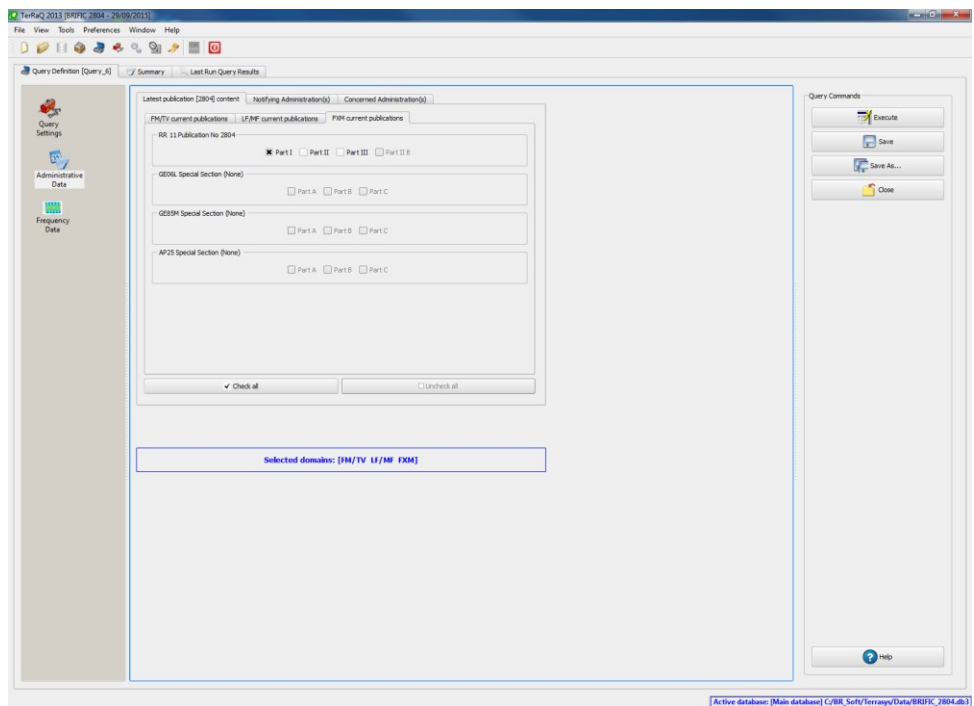 TerRaQ 2013 [BRIFIC 2804 - 29/09/2015]
File View Tools Preferences Window Help
Query Definition [Query_6] Summary Last Run Query Results
Query Settings
Administrative Data
Frequency Data
Latest publication [2804] content Notifying Administration(s) Concerned Administration(s)
FM/TV current publications LF/MF current publications FXM current publications
RR 11 Publication No 2804
Part I Part II Part III Part II B
GE06L Special Section (None)
Part A Part B Part C
GE85M Special Section (None)
Part A Part B Part C
AP25 Special Section (None)
Part A Part B Part C
Check all Uncheck all
Selected domains: [FM/TV LF/MF FXM]
Query Commands
Execute
Save
Save As...
Close
Help
Active database: [Main database] C:/BR_Soft/Terrasys/Data/BRIFIC_2804.db3